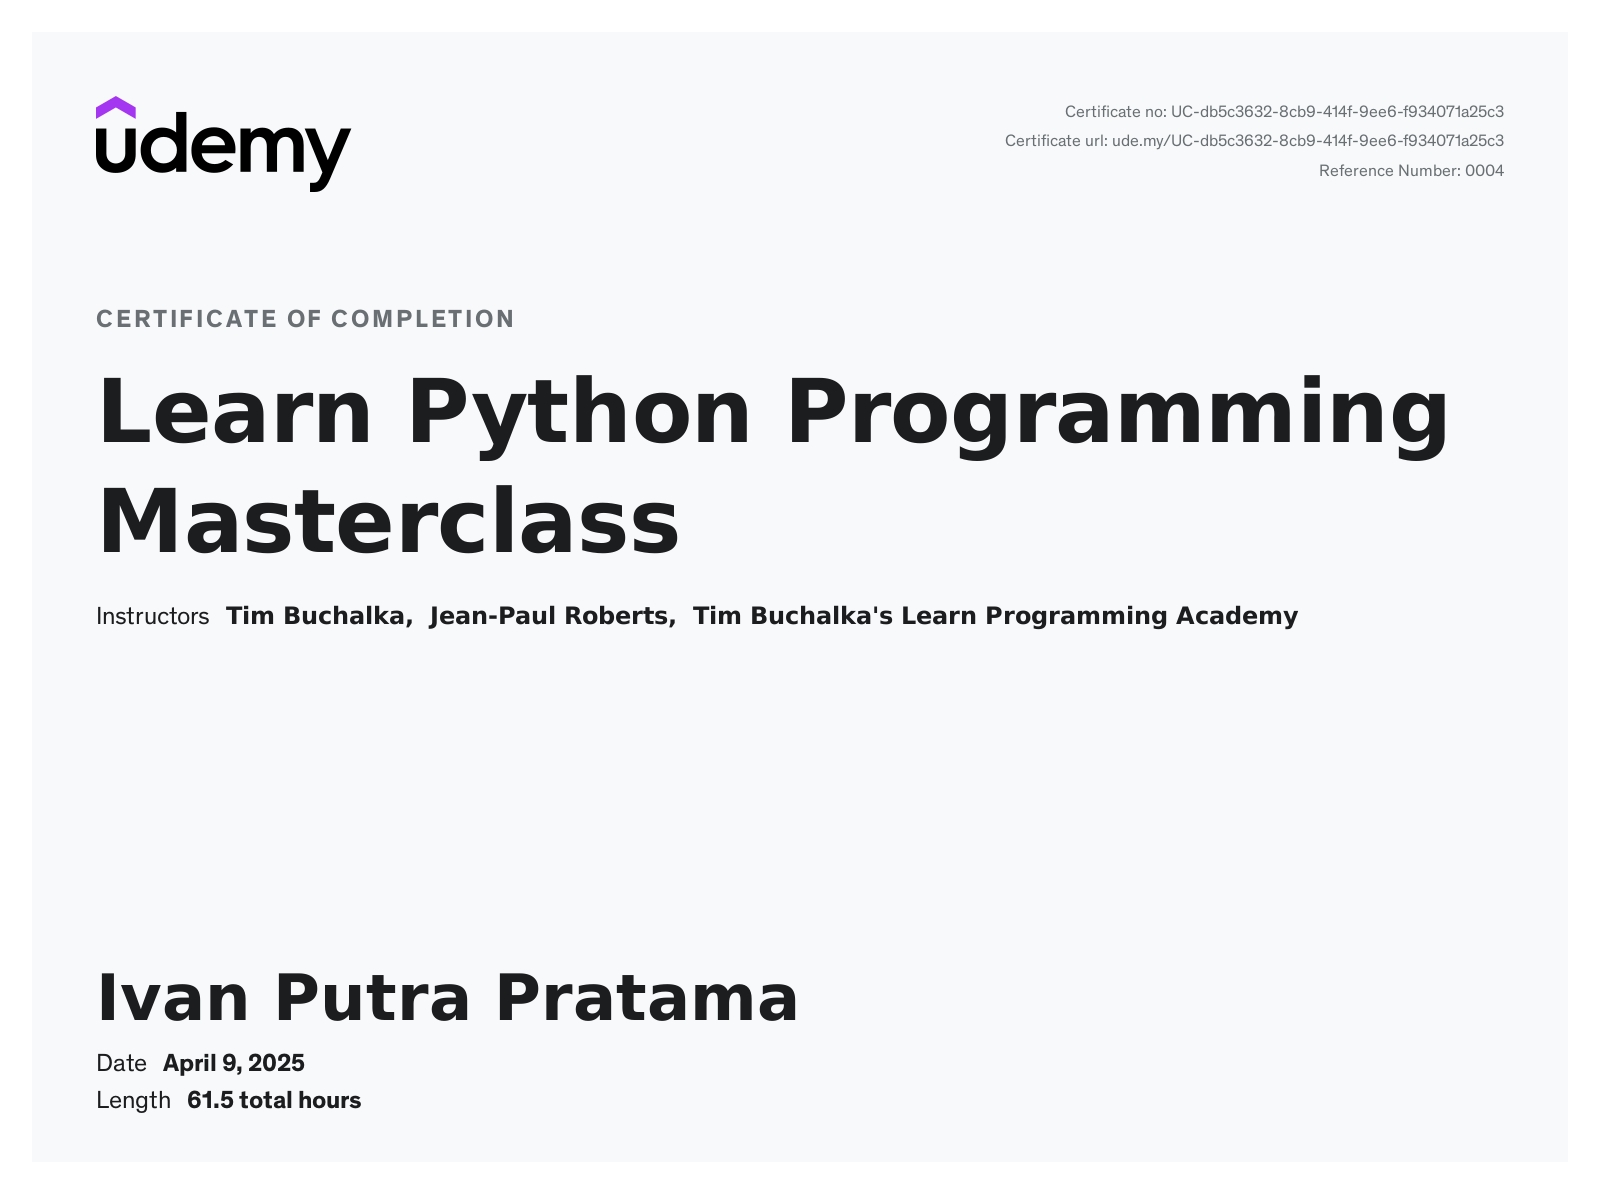 udemy
Certificate no: UC-db5c3632-8cb9-414f-9ee6-f934071a25c3
Certificate url: ude.my/UC-db5c3632-8cb9-414f-9ee6-f934071a25c3
Reference Number: 0004
CERTIFICATE OF COMPLETION
Learn Python Programming
Masterclass
Instructors Tim Buchalka, Jean-Paul Roberts, Tim Buchalka's Learn Programming Academy
Ivan Putra Pratama
Date April 9, 2025
Length 61.5 total hours